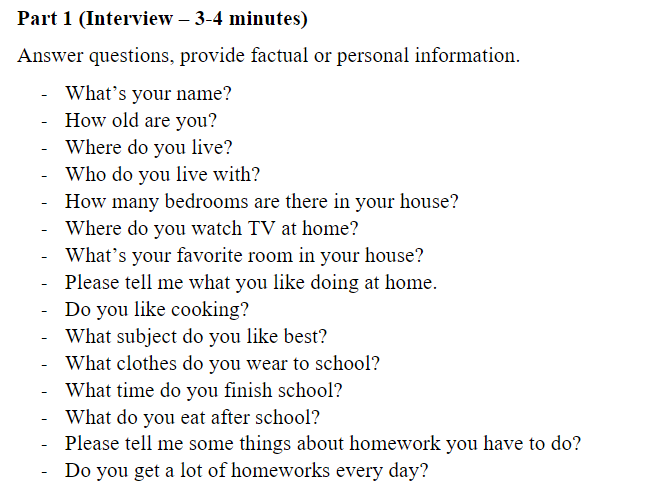 Part 1 (Interview – 3-4 minutes)
Answer questions, provide factual or personal information.
- What’s your name?
- How old are you?
- Where do you live?
- Who do you live with?
- How many bedrooms are there in your house?
- Where do you watch TV at home?
- What’s your favorite room in your house?
- Please tell me what you like doing at home.
- Do you like cooking?
- What subject do you like best?
- What clothes do you wear to school?
- What time do you finish school?
- What do you eat after school?
- Please tell me some things about homework you have to do?
- Do you get a lot of homeworks every day?